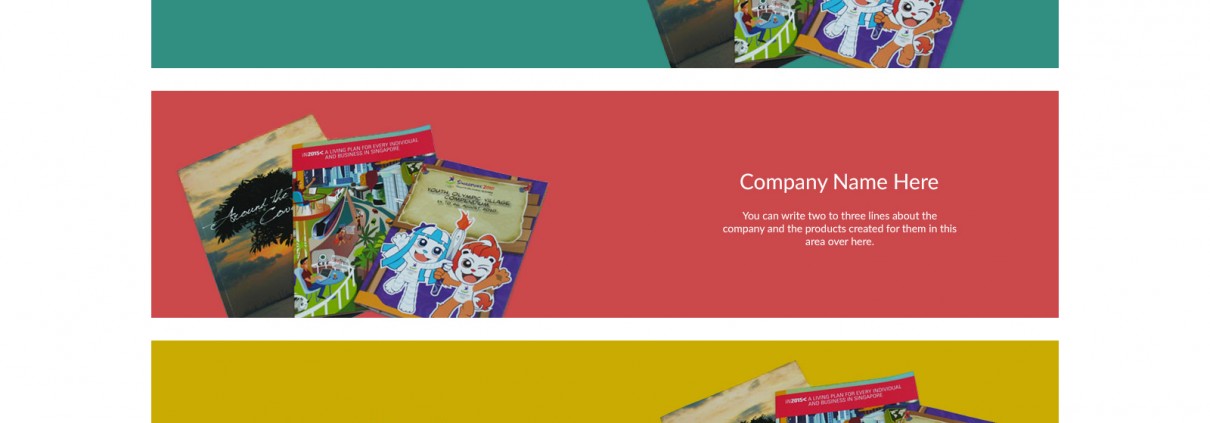 iN2015< A LIVING PLAN FOR EVERY INDIVIDUAL
AND BUSINESS IN SINGAPORE
Around the
SINGAPORE 2010
YOUTH OLYMPIC VILLAGE
Company Name Here
You can write two to three lines about the
company and the products created for them in this
area over here.
iN2015< A LIVING PLAN FOR EVERY INDIVIDUAL
AND BUSINESS IN SINGAPORE